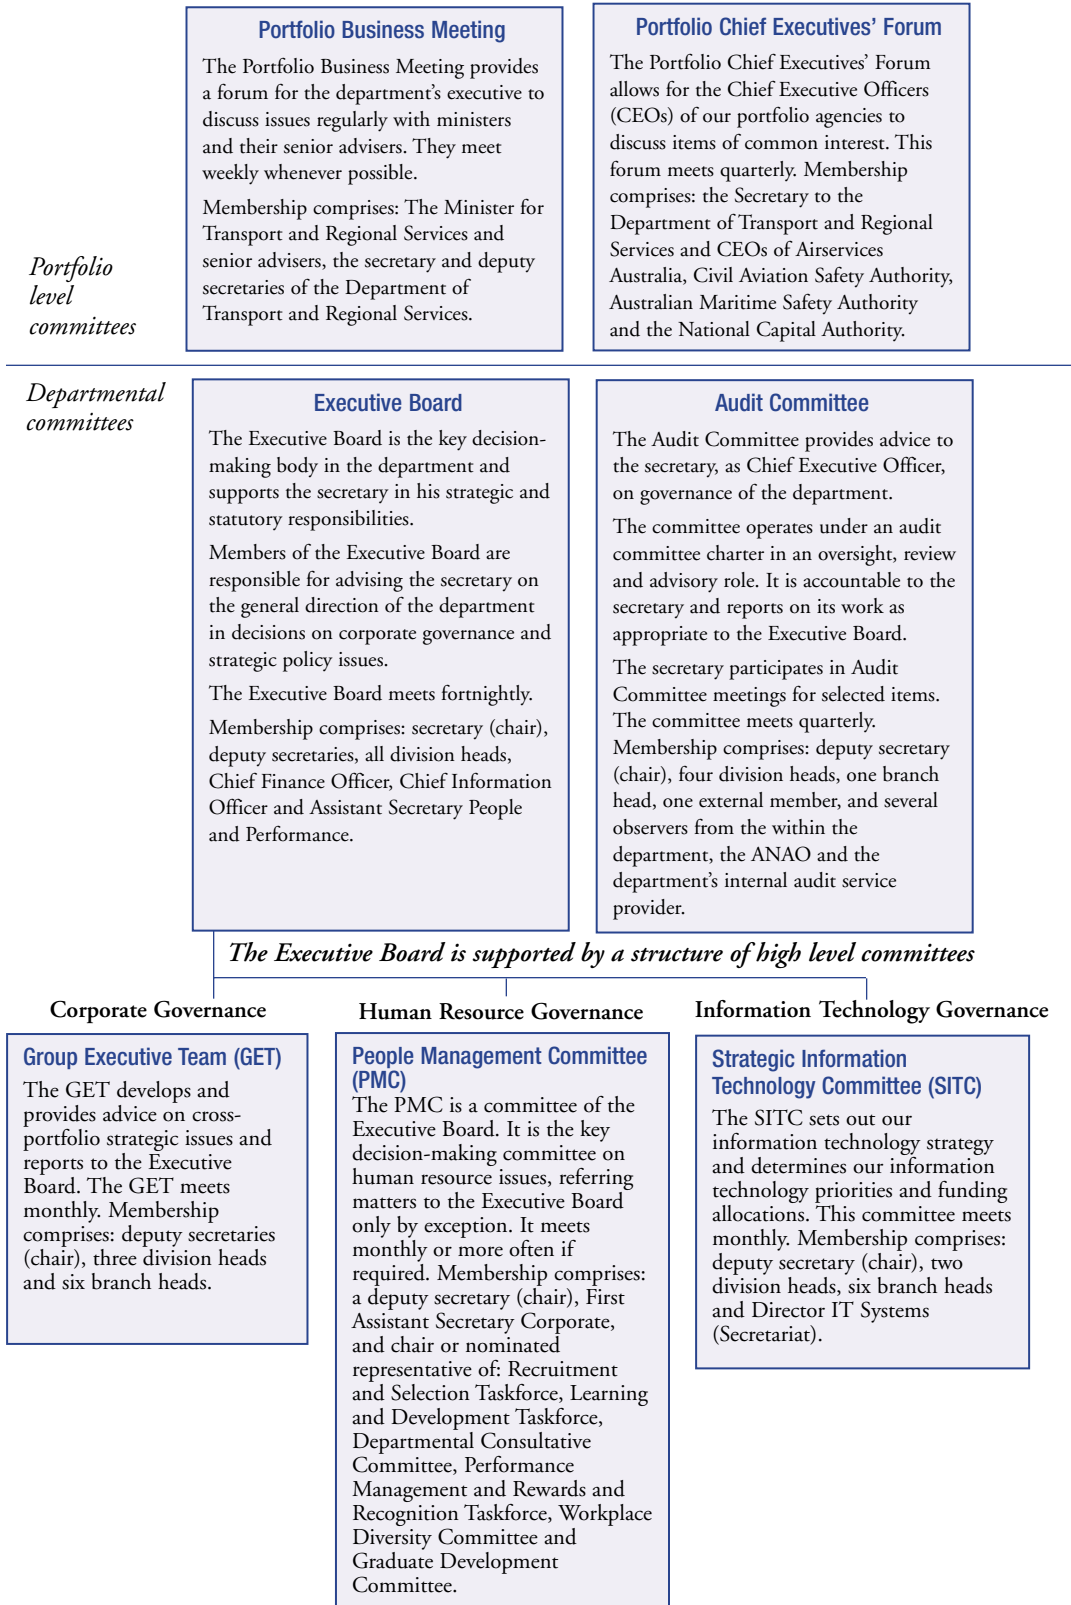 Portfolio Business Meeting
The Portfolio Business Meeting provides
a forum for the department’s executive to
discuss issues regularly with ministers
and their senior advisers. They meet
weekly whenever possible.
Membership comprises: The Minister for
Transport and Regional Services and
senior advisers, the secretary and deputy
secretaries of the Department of
Transport and Regional Services.
Portfolio Chief Executives’ Forum
The Portfolio Chief Executives’ Forum
allows for the Chief Executive Officers
(CEOs) of our portfolio agencies to
discuss items of common interest. This
forum meets quarterly. Membership
comprises: the Secretary to the
Department of Transport and Regional
Services and CEOs of Airservices
Australia, Civil Aviation Safety Authority,
Australian Maritime Safety Authority
and the National Capital Authority.
Portfolio
level
committees
Departmental
committees
Executive Board
The Executive Board is the key decision-
making body in the department and
supports the secretary in his strategic and
statutory responsibilities.
Members of the Executive Board are
responsible for advising the secretary on
the general direction of the department
in decisions on corporate governance and
strategic policy issues.
The Executive Board meets fortnightly.
Membership comprises: secretary (chair),
deputy secretaries, all division heads,
Chief Finance Officer, Chief Information
Officer and Assistant Secretary People
and Performance.
Audit Committee
The Audit Committee provides advice to
the secretary, as Chief Executive Officer,
on governance of the department.
The committee operates under an audit
committee charter in an oversight, review
and advisory role. It is accountable to the
secretary and reports on its work as
appropriate to the Executive Board.
The secretary participates in Audit
Committee meetings for selected items.
The committee meets quarterly.
Membership comprises: deputy secretary
(chair), four division heads, one branch
head, one external member, and several
observers from the within the
department, the ANAO and the
department’s internal audit service
provider.
The Executive Board is supported by a structure of high level committees
Corporate Governance
Group Executive Team (GET)
The GET develops and
provides advice on cross-
portfolio strategic issues and
reports to the Executive
Board. The GET meets
monthly. Membership
comprises: deputy secretaries
(chair), three division heads
and six branch heads.
Human Resource Governance
People Management Committee
(PMC)
The PMC is a committee of the
Executive Board. It is the key
decision-making committee on
human resource issues, referring
matters to the Executive Board
only by exception. It meets
monthly or more often if
required. Membership comprises:
a deputy secretary (chair), First
Assistant Secretary Corporate,
and chair or nominated
representative of: Recruitment
and Selection Taskforce, Learning
and Development Taskforce,
Departmental Consultative
Committee, Performance
Management and Rewards and
Recognition Taskforce, Workplace
Diversity Committee and
Graduate Development
Committee.
Information Technology Governance
Strategic Information
Technology Committee (SITC)
The SITC sets out our
information technology strategy
and determines our information
technology priorities and funding
allocations. This committee meets
monthly. Membership comprises:
deputy secretary (chair), two
division heads, six branch heads
and Director IT Systems
(Secretariat).